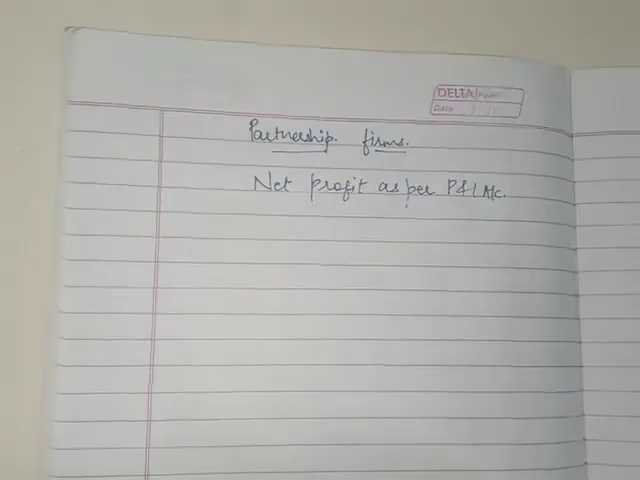 DELTA
Date
Partnership firms.
Net profit as per P&L A/c.